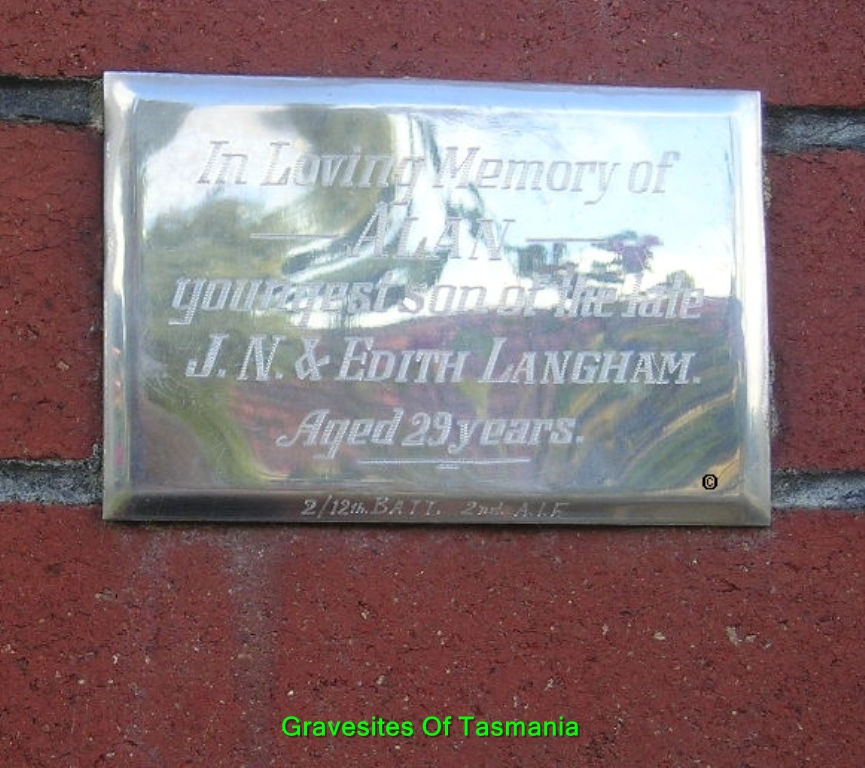 In Loving Memory of
— ALAN —
youngest son of the late
J. N. & EDITH LANGHAM.
Aged 29 years.
©
2/12th. BATT. 2nd. A.I.F.
Gravesites Of Tasmania